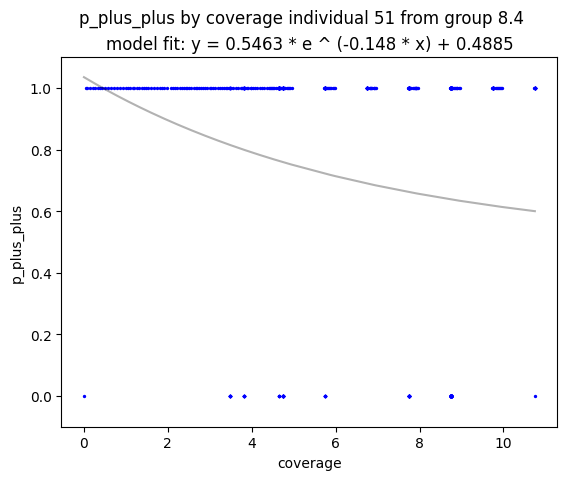 p_plus_plus by coverage individual 51 from group 8.4
model fit: y = 0.5463 * e ^ (-0.148 * x) + 0.4885
1.0
0.8
0.6
0.4
0.2
0.0
p_plus_plus
0 2 4 6 8 10
coverage